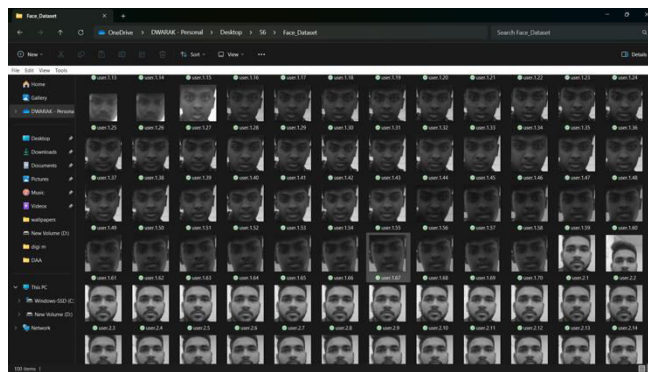 Face_Dataset
OneDrive > DWARAK - Personal > Desktop > S6 > Face_Dataset
Search Face_Dataset
New
Sort
View
Details
File Edit View Tools
user.1.13 user.1.14 user.1.15 user.1.16 user.1.17 user.1.18 user.1.19 user.1.20 user.1.21 user.1.22 user.1.23 user.1.24
Home
Gallery
DWARAK - Persona
user.1.25 user.1.26 user.1.27 user.1.28 user.1.29 user.1.30 user.1.31 user.1.32 user.1.33 user.1.34 user.1.35 user.1.36
Desktop
Downloads
Documents
Pictures
user.1.37 user.1.38 user.1.39 user.1.40 user.1.41 user.1.42 user.1.43 user.1.44 user.1.45 user.1.46 user.1.47 user.1.48
Music
Videos
wallpapers
user.1.49 user.1.50 user.1.51 user.1.52 user.1.53 user.1.54 user.1.55 user.1.56 user.1.57 user.1.58 user.1.59 user.1.60
New Volume (D:)
digi m
DAA
user.1.61 user.1.62 user.1.63 user.1.64 user.1.65 user.1.66 user.1.67 user.1.68 user.1.69 user.1.70 user.2.1 user.2.2
This PC
Windows-SSD (C:
New Volume (D:)
Network
user.2.3 user.2.4 user.2.5 user.2.6 user.2.7 user.2.8 user.2.9 user.2.10 user.2.11 user.2.12 user.2.13 user.2.14
100 items